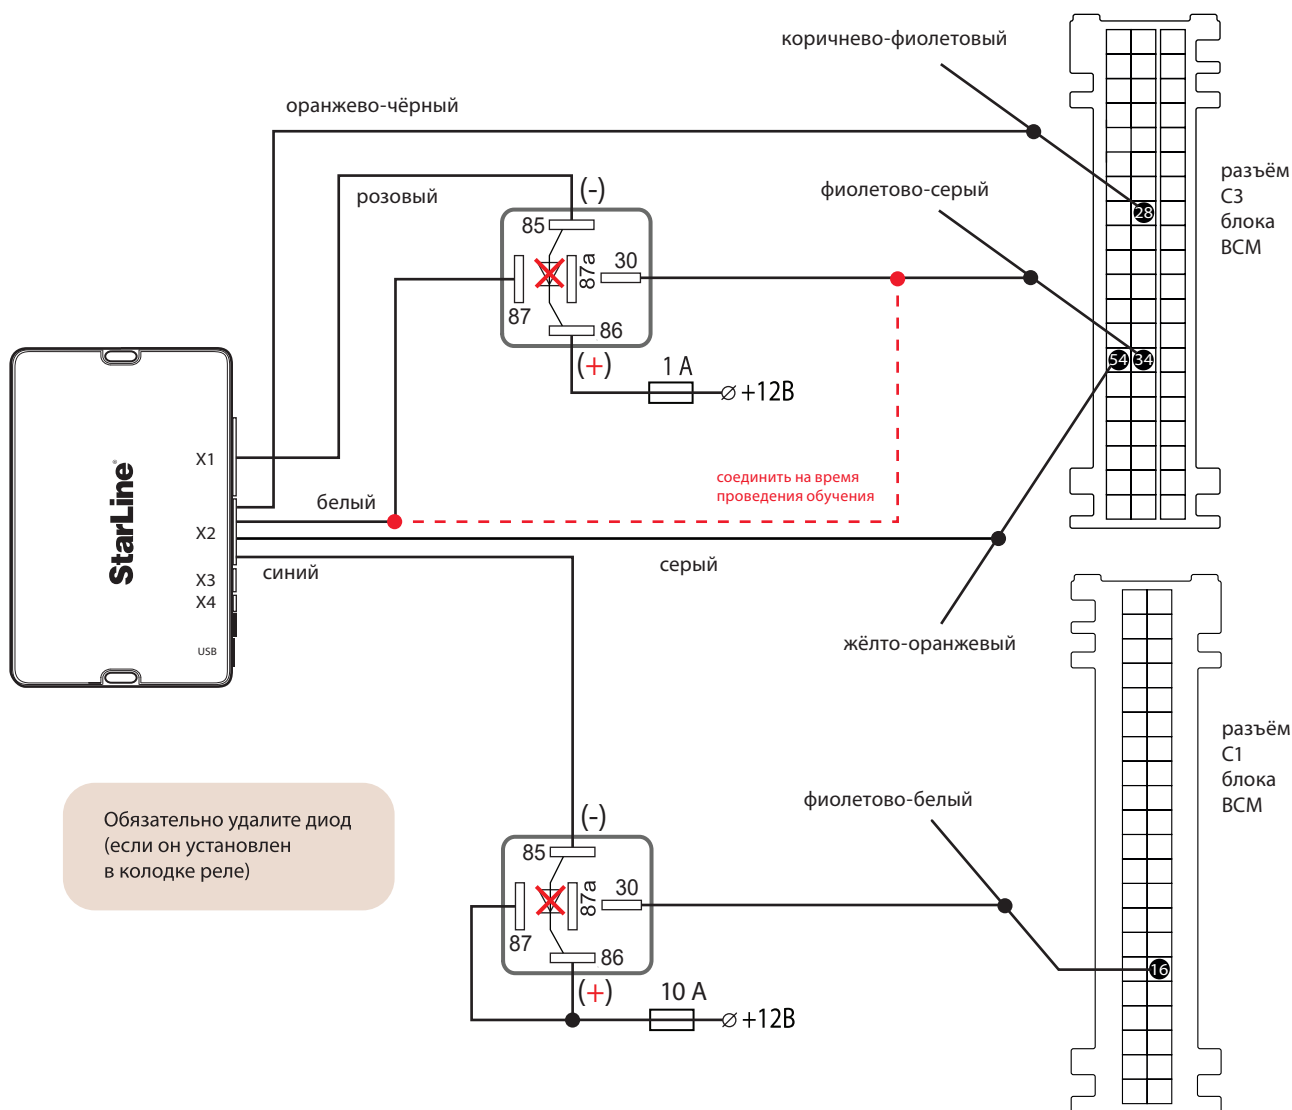 коричнево-фиолетовый
оранжево-чёрный
разъём
C3
блока
BCM
розовый
(-)
фиолетово-серый
28
85
87a
30
87
86
(+)
1 А
+12В
54
34
X1
StarLine®
белый
соединить на время
проведения обучения
X2
серый
синий
X3
X4
USB
жёлто-оранжевый
разъём
C1
блока
BCM
Обязательно удалите диод
(если он установлен
в колодке реле)
фиолетово-белый
(-)
85
87a
30
87
86
16
(+)
10 А
+12В